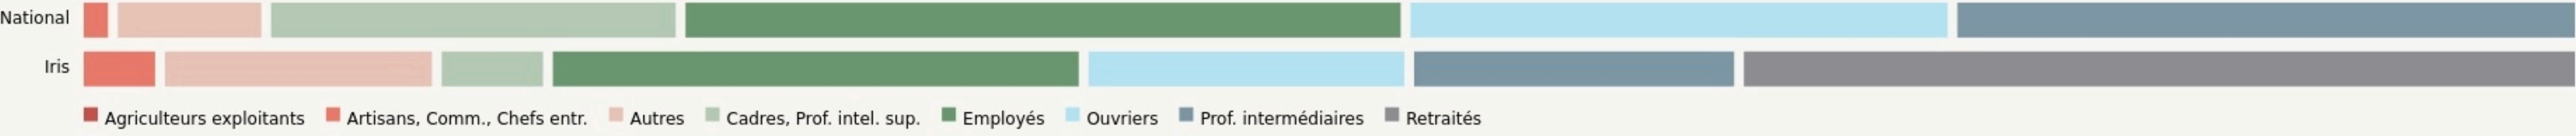 National
Iris
Agriculteurs exploitants Artisans, Comm., Chefs entr. Autres Cadres, Prof. intel. sup. Employés Ouvriers Prof. intermédiaires Retraités